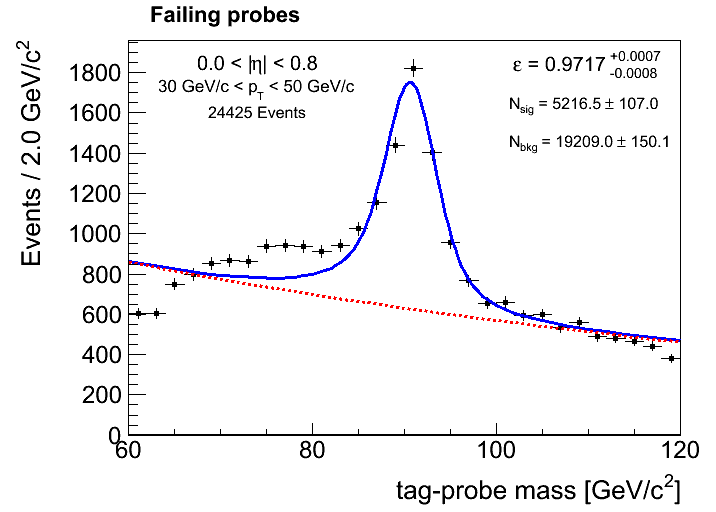 Failing probes
0.0 < |η| < 0.8
30 GeV/c < p_T < 50 GeV/c
24425 Events
ε = 0.9717 +0.0007 -0.0008
N_sig = 5216.5 ± 107.0
N_bkg = 19209.0 ± 150.1
Events / 2.0 GeV/c²
1800
1600
1400
1200
1000
800
600
400
200
0
60 80 100 120
tag-probe mass [GeV/c²]